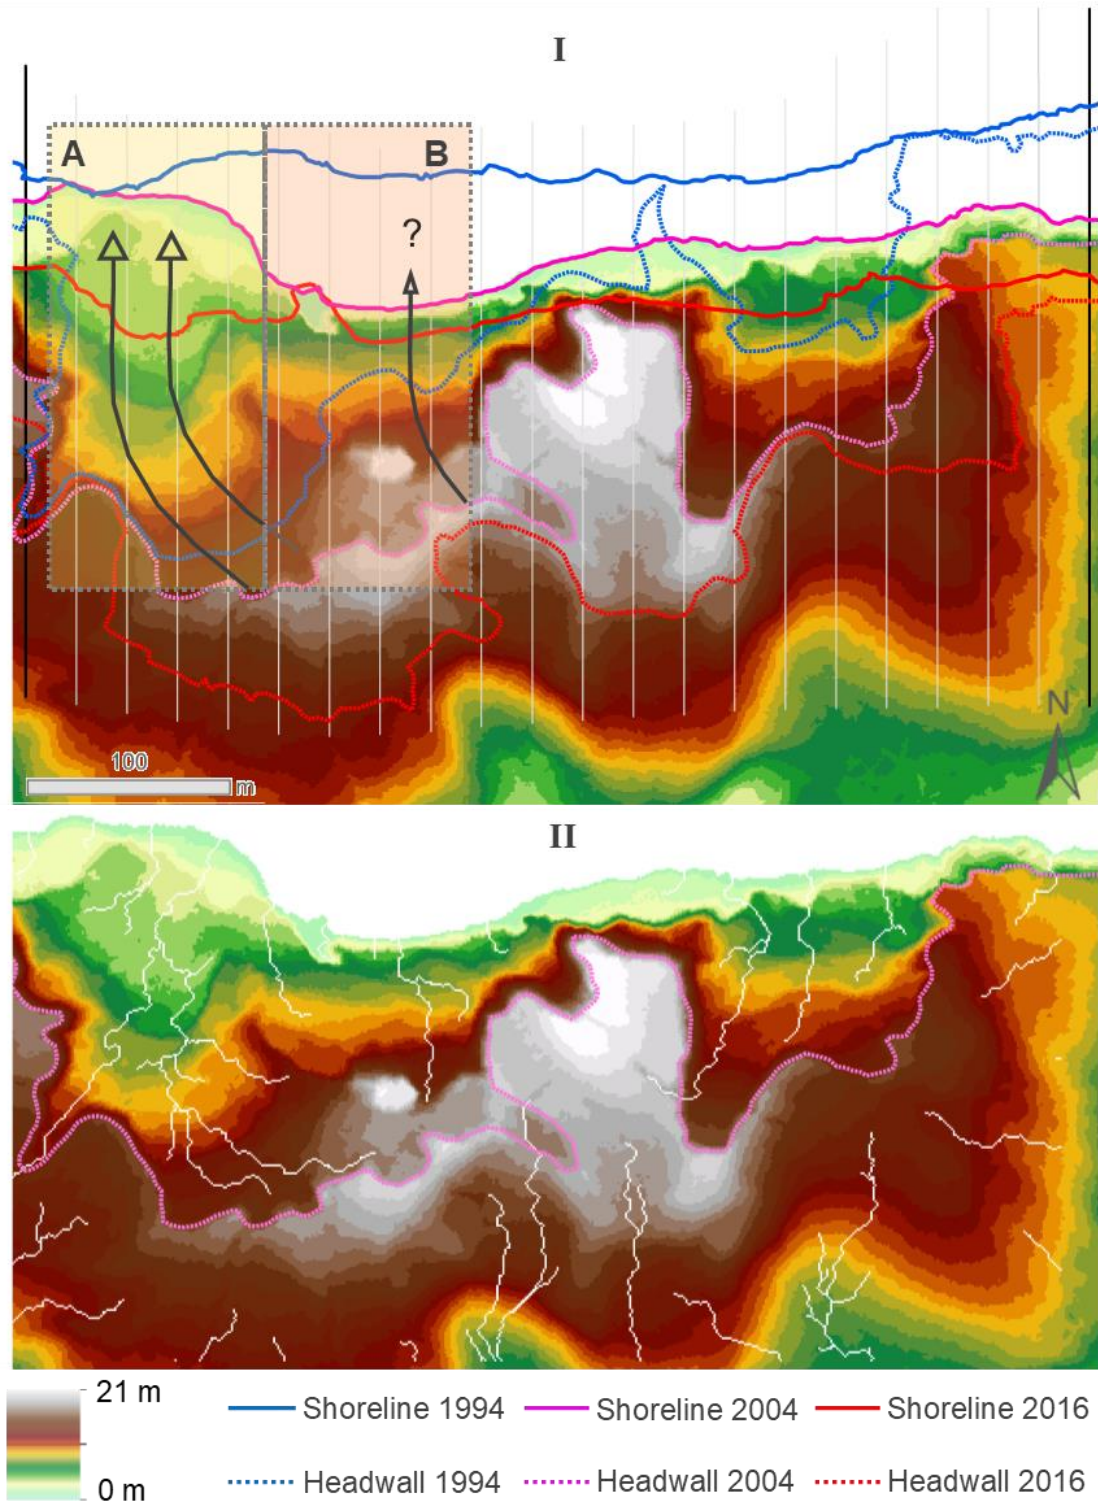 I
A
B
?
N
100
m
II
21 m
0 m
Shoreline 1994
Shoreline 2004
Shoreline 2016
Headwall 1994
Headwall 2004
Headwall 2016